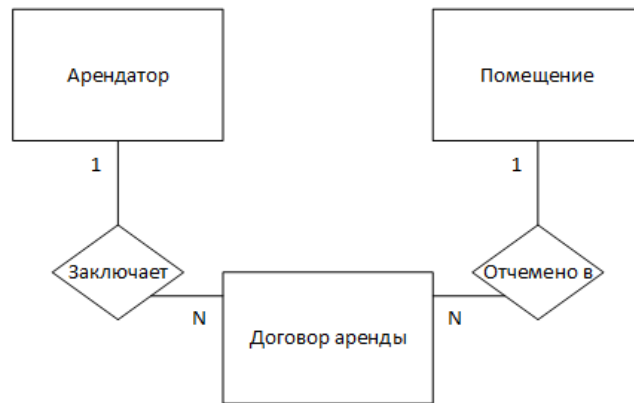 Арендатор
Помещение
1
1
Заключает
Отчемено в
N
N
Договор аренды